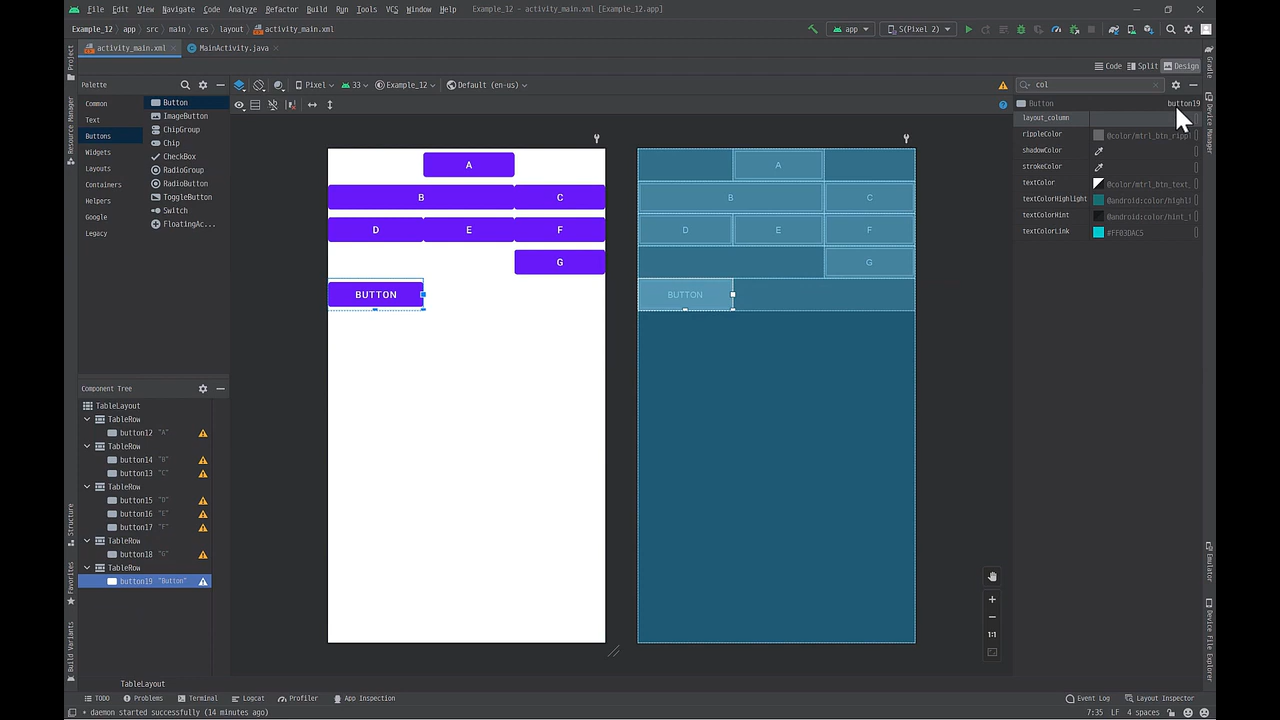 File Edit View Navigate Code Analyze Refactor Build Run Tools VCS Window Help Example_12 - activity_main.xml [Example_12.app]
Example_12 app src main res layout activity_main.xml app S(Pixel 2)
activity_main.xml MainActivity.java
Code Split Design
Palette Pixel 33 Example_12 Default (en-us) col
Common Button
Text ImageButton
Buttons ChipGroup
Widgets Chip
Layouts CheckBox
Containers RadioGroup
Helpers RadioButton
Google ToggleButton
Legacy Switch
FloatingAc...
Button button19
layout_column
rippleColor @color/mtrl_btn_rippl
shadowColor
strokeColor
textColor @color/mtrl_btn_text_
textColorHighlight @android:color/highli
textColorHint @android:color/hint_f
textColorLink #FF03DAC5
A
B C
D E F
G
BUTTON
A
B C
D E F
G
BUTTON
Component Tree
TableLayout
TableRow
button12 "A"
TableRow
button14 "B"
button13 "C"
TableRow
button15 "D"
button16 "E"
button17 "F"
TableRow
button18 "G"
TableRow
button19 "Button"
1:1
TableLayout
Project
Resource Manager
Structure
Favorites
Build Variants
Gradle
Device Manager
Emulator
Device File Explorer
TODO Problems Terminal Logcat Profiler App Inspection Event Log Layout Inspector
daemon started successfully (14 minutes ago) 7:35 LF 4 spaces